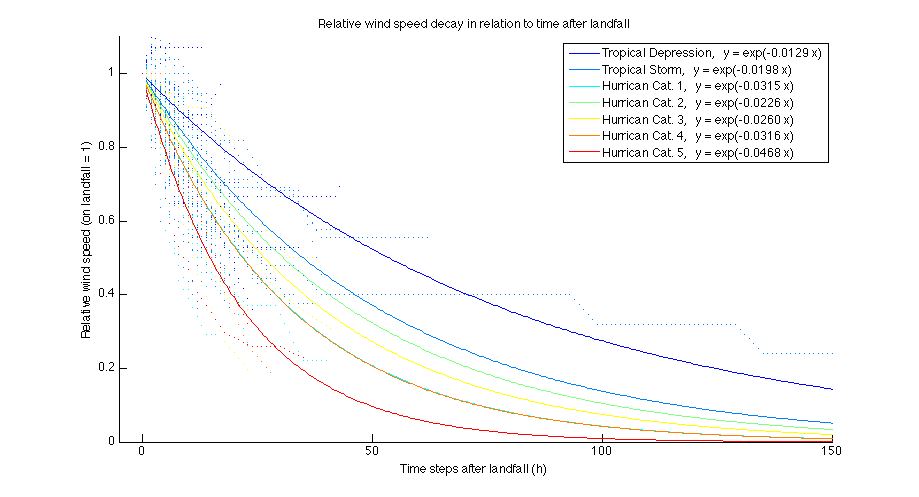 Relative wind speed decay in relation to time after landfall
Tropical Depression, y = exp(-0.0129 x)
Tropical Storm, y = exp(-0.0198 x)
Hurrican Cat. 1, y = exp(-0.0315 x)
Hurrican Cat. 2, y = exp(-0.0226 x)
Hurrican Cat. 3, y = exp(-0.0260 x)
Hurrican Cat. 4, y = exp(-0.0316 x)
Hurrican Cat. 5, y = exp(-0.0468 x)
Relative wind speed (on landfall = 1)
1
0.8
0.6
0.4
0.2
0
0
50
100
150
Time steps after landfall (h)